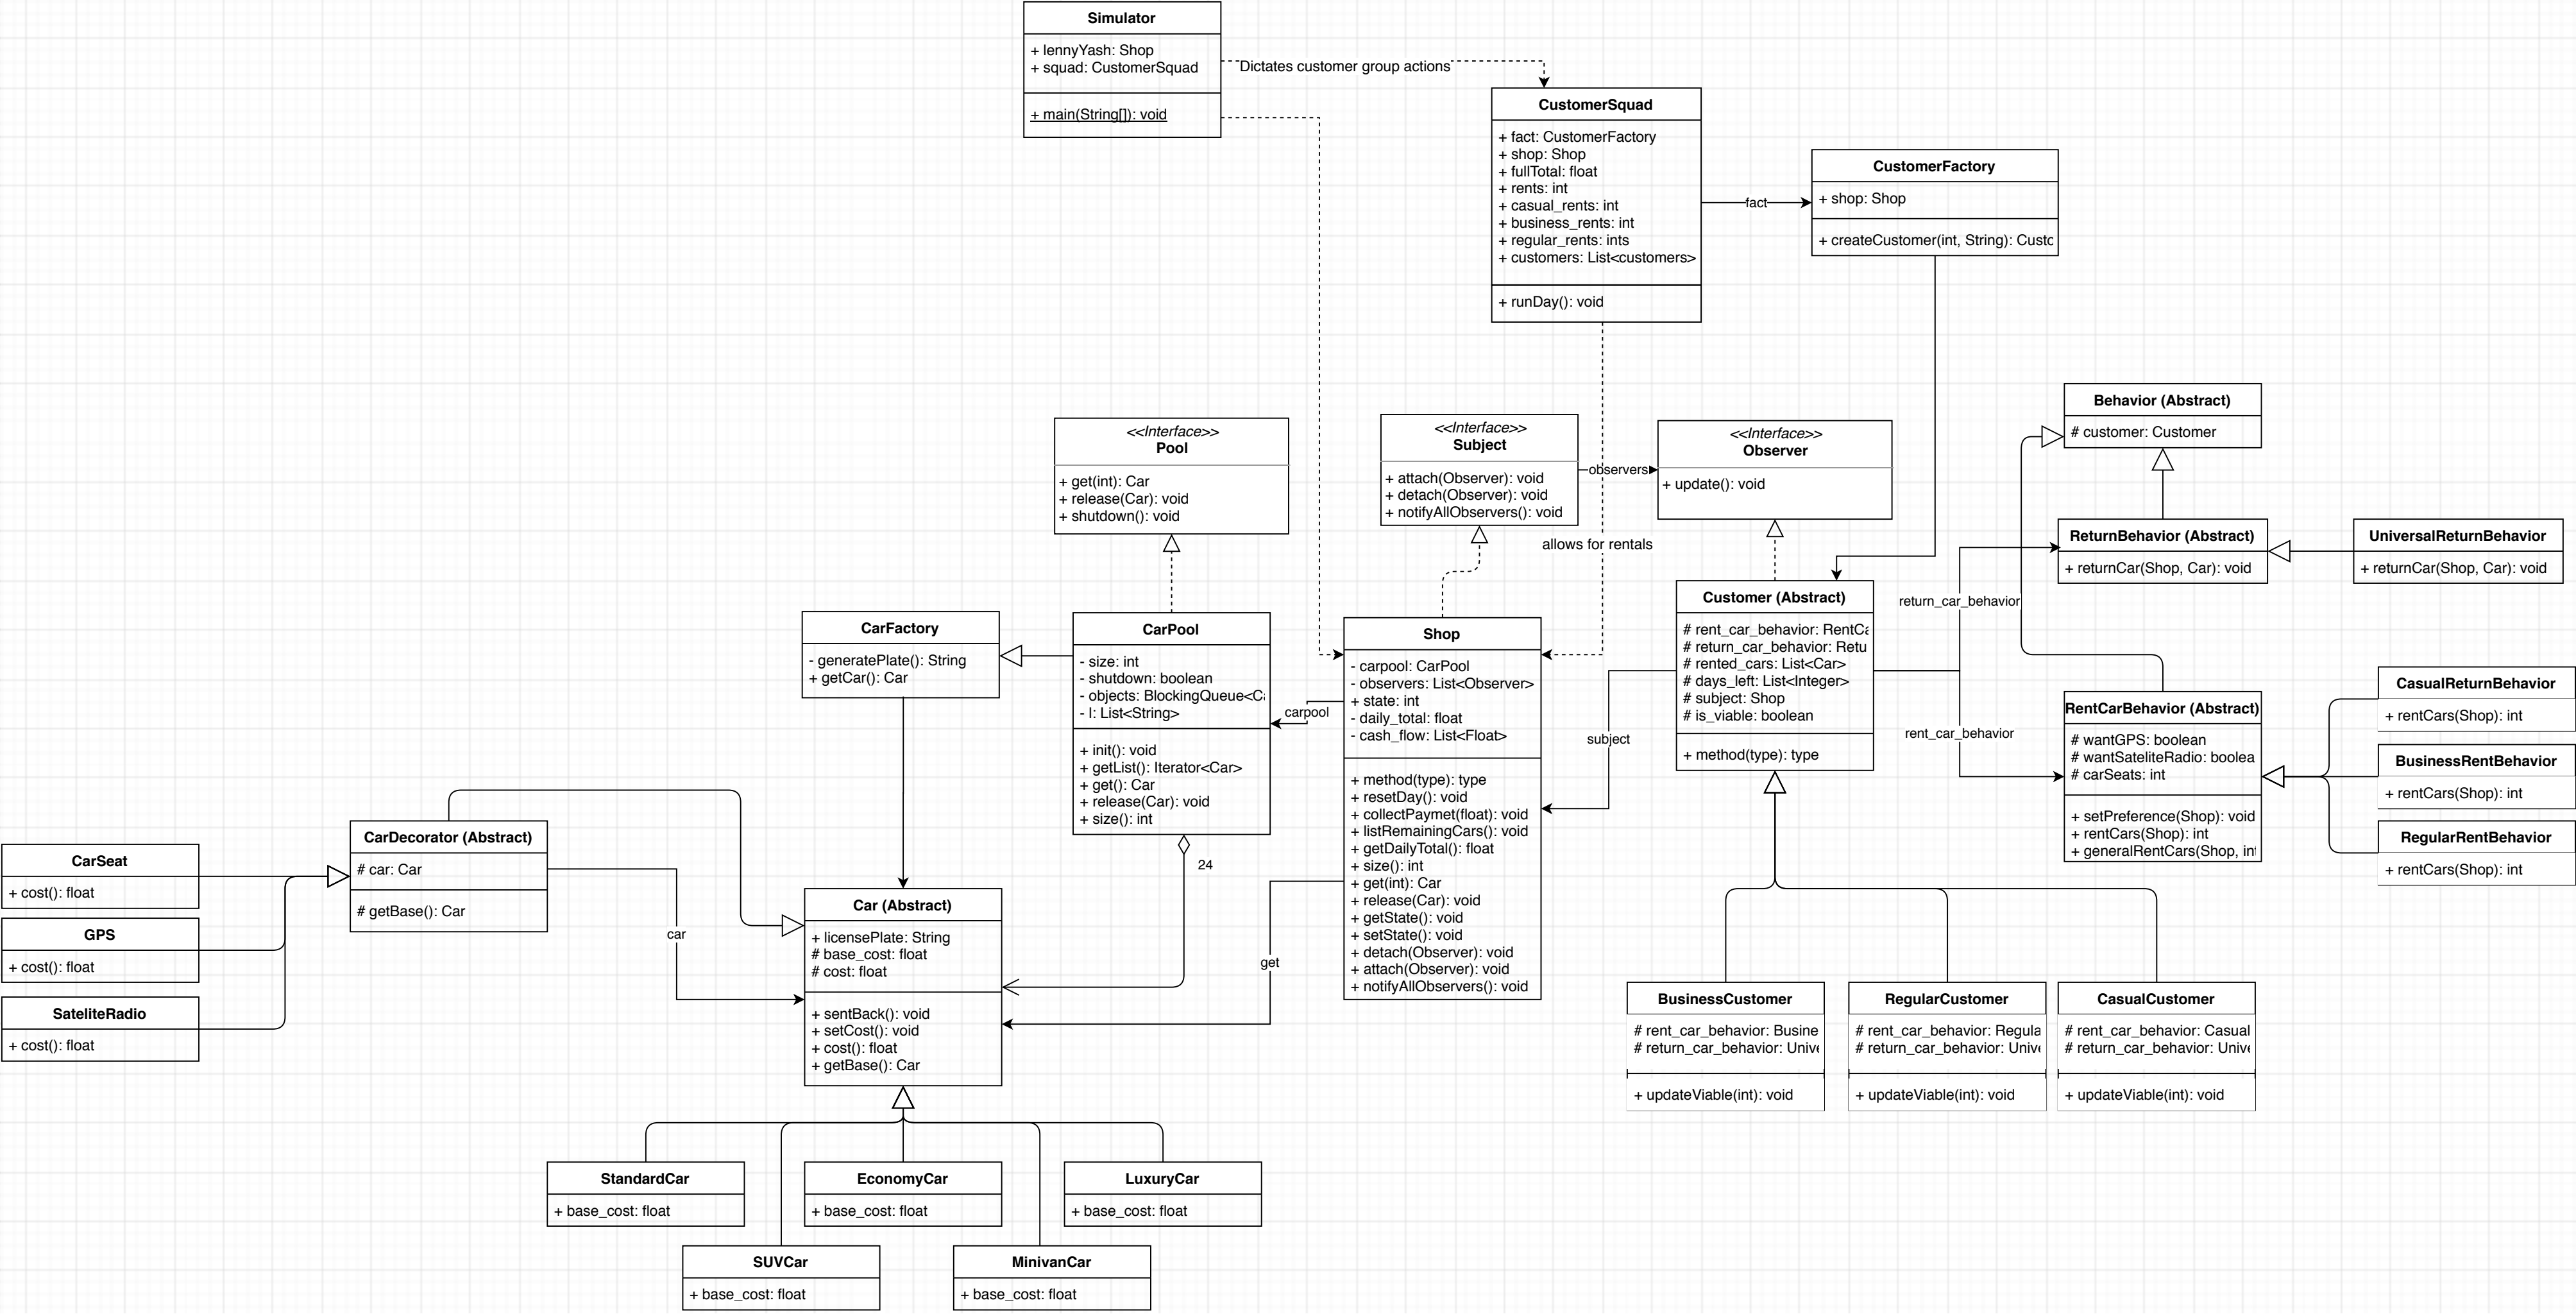 Simulator
+ lennyYash: Shop
+ squad: CustomerSquad
+ main(String[]): void
Dictates customer group actions
CustomerSquad
+ fact: CustomerFactory
+ shop: Shop
+ fullTotal: float
+ rents: int
+ casual_rents: int
+ business_rents: int
+ regular_rents: ints
+ customers: List<customers>
+ runDay(): void
fact
CustomerFactory
+ shop: Shop
+ createCustomer(int, String): Custo
<<Interface>>
Pool
+ get(int): Car
+ release(Car): void
+ shutdown(): void
<<Interface>>
Subject
+ attach(Observer): void
+ detach(Observer): void
+ notifyAllObservers(): void
observers
<<Interface>>
Observer
+ update(): void
allows for rentals
Behavior (Abstract)
# customer: Customer
ReturnBehavior (Abstract)
+ returnCar(Shop, Car): void
UniversalReturnBehavior
+ returnCar(Shop, Car): void
CarFactory
- generatePlate(): String
+ getCar(): Car
CarPool
- size: int
- shutdown: boolean
- objects: BlockingQueue<Ca
- l: List<String>
+ init(): void
+ getList(): Iterator<Car>
+ get(): Car
+ release(Car): void
+ size(): int
carpool
24
Shop
- carpool: CarPool
- observers: List<Observer>
+ state: int
- daily_total: float
- cash_flow: List<Float>
+ method(type): type
+ resetDay(): void
+ collectPaymet(float): void
+ listRemainingCars(): void
+ getDailyTotal(): float
+ size(): int
+ get(int): Car
+ release(Car): void
+ getState(): void
+ setState(): void
+ detach(Observer): void
+ attach(Observer): void
+ notifyAllObservers(): void
subject
get
Customer (Abstract)
# rent_car_behavior: RentCa
# return_car_behavior: Retu
# rented_cars: List<Car>
# days_left: List<Integer>
# subject: Shop
# is_viable: boolean
+ method(type): type
return_car_behavior
rent_car_behavior
RentCarBehavior (Abstract)
# wantGPS: boolean
# wantSateliteRadio: boolea
# carSeats: int
+ setPreference(Shop): void
+ rentCars(Shop): int
+ generalRentCars(Shop, int
CasualReturnBehavior
+ rentCars(Shop): int
BusinessRentBehavior
+ rentCars(Shop): int
RegularRentBehavior
+ rentCars(Shop): int
CarSeat
+ cost(): float
GPS
+ cost(): float
SateliteRadio
+ cost(): float
CarDecorator (Abstract)
# car: Car
# getBase(): Car
car
Car (Abstract)
+ licensePlate: String
# base_cost: float
# cost: float
+ sentBack(): void
+ setCost(): void
+ cost(): float
+ getBase(): Car
BusinessCustomer
# rent_car_behavior: Busine
# return_car_behavior: Unive
+ updateViable(int): void
RegularCustomer
# rent_car_behavior: Regula
# return_car_behavior: Unive
+ updateViable(int): void
CasualCustomer
# rent_car_behavior: Casual
# return_car_behavior: Unive
+ updateViable(int): void
StandardCar
+ base_cost: float
EconomyCar
+ base_cost: float
LuxuryCar
+ base_cost: float
SUVCar
+ base_cost: float
MinivanCar
+ base_cost: float